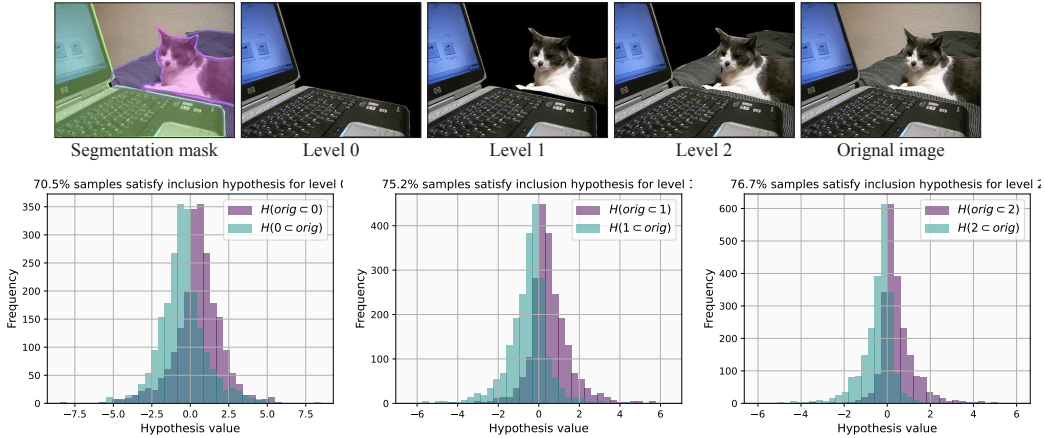 Segmentation mask
Level 0
Level 1
Level 2
Orignal image
70.5% samples satisfy inclusion hypothesis for level
350
300
250
200
150
100
50
0
Frequency
H(orig ⊂ 0)
H(0 ⊂ orig)
−7.5
−5.0
−2.5
0.0
2.5
5.0
7.5
Hypothesis value
75.2% samples satisfy inclusion hypothesis for level
400
300
200
100
0
Frequency
H(orig ⊂ 1)
H(1 ⊂ orig)
−6
−4
−2
0
2
4
6
Hypothesis value
76.7% samples satisfy inclusion hypothesis for level 2
600
500
400
300
200
100
0
Frequency
H(orig ⊂ 2)
H(2 ⊂ orig)
−6
−4
−2
0
2
4
6
Hypothesis value